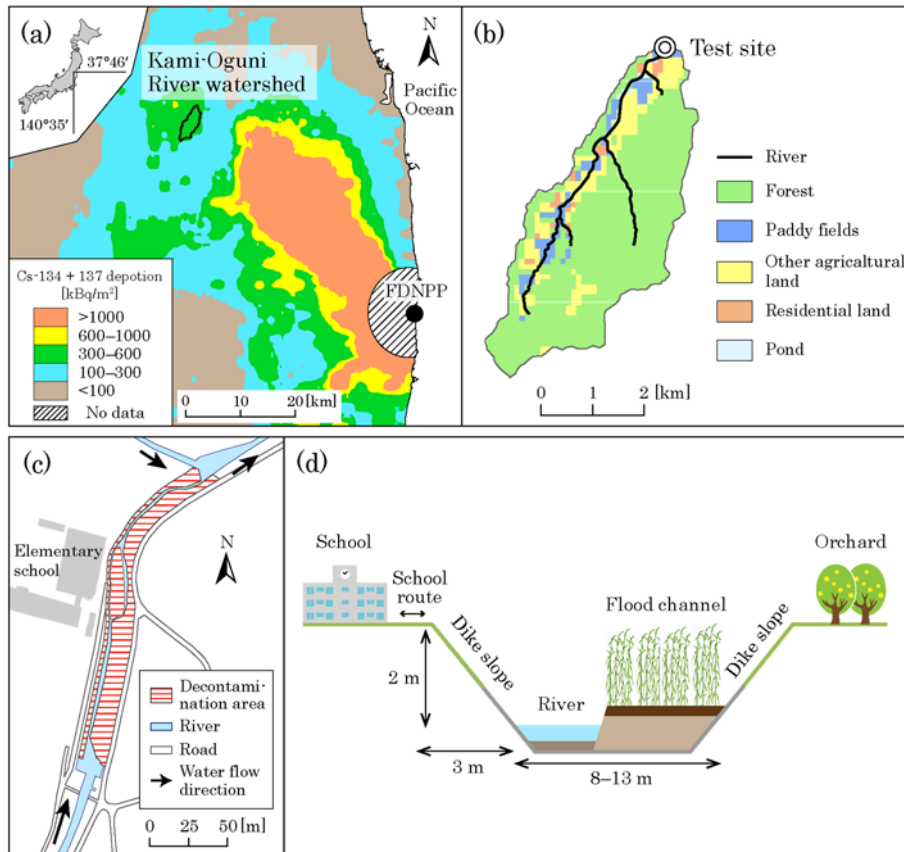 (a)
N
37°46′
140°35′
Kami-Oguni
River watershed
Pacific
Ocean
Cs-134 + 137 depotion
[kBq/m²]
>1000
600–1000
300–600
100–300
<100
No data
FDNPP
0 10 20 [km]
(b)
N
Test site
River
Forest
Paddy fields
Other agricaltural
land
Residential land
Pond
0 1 2 [km]
(c)
Elementary
school
N
Decontami-
nation area
River
Road
Water flow
direction
0 25 50 [m]
(d)
School
School
route
Dike slope
2 m
River
Flood channel
Dike slope
Orchard
3 m
8–13 m